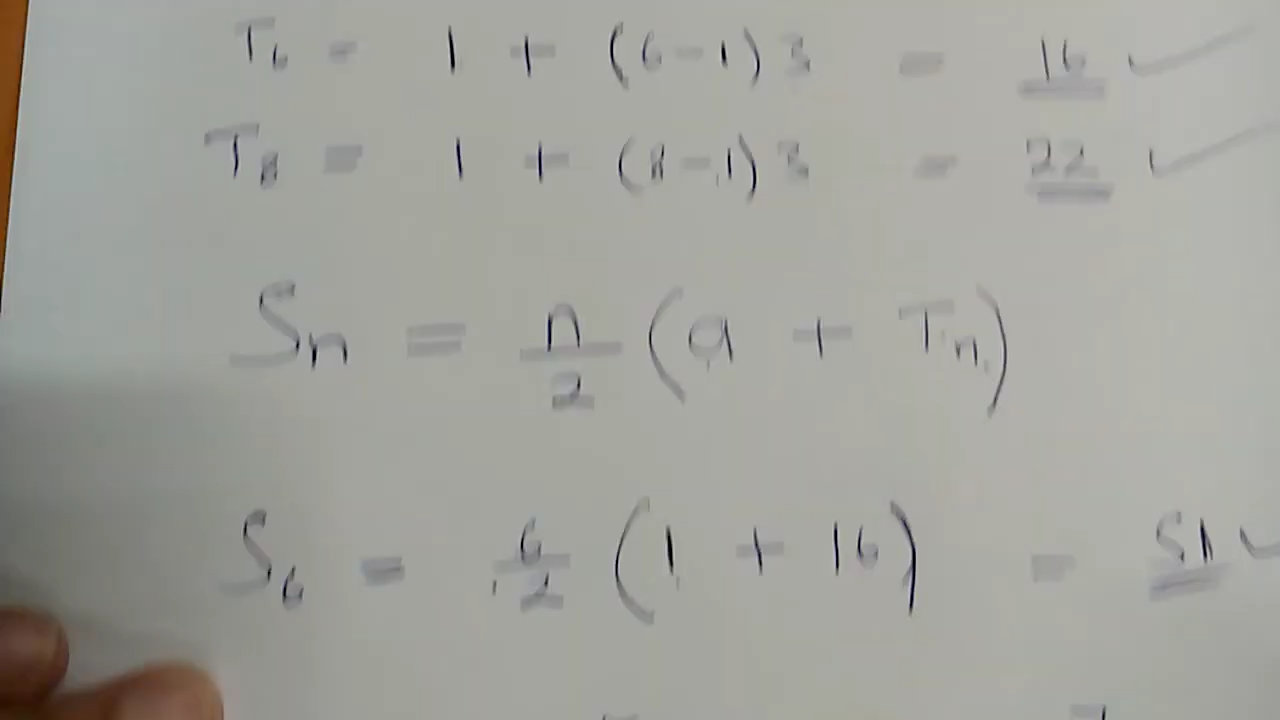 T₆ = 1 + (6-1)3 = 16 ✓
T₈ = 1 + (8-1)3 = 22 ✓
Sn = n/2 (a + Tn)
S₆ = 6/2 (1 + 16) = 51 ✓